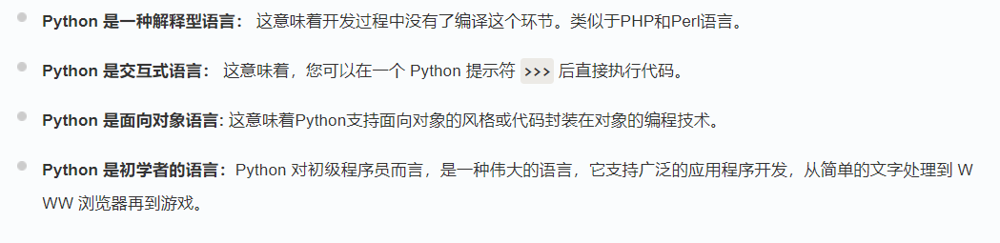 Python 是一种解释型语言： 这意味着开发过程中没有了编译这个环节。类似于PHP和Perl语言。
Python 是交互式语言： 这意味着，您可以在一个 Python 提示符 >>> 后直接执行代码。
Python 是面向对象语言: 这意味着Python支持面向对象的风格或代码封装在对象的编程技术。
Python 是初学者的语言：Python 对初级程序员而言，是一种伟大的语言，它支持广泛的应用程序开发，从简单的文字处理到 W
WW 浏览器再到游戏。